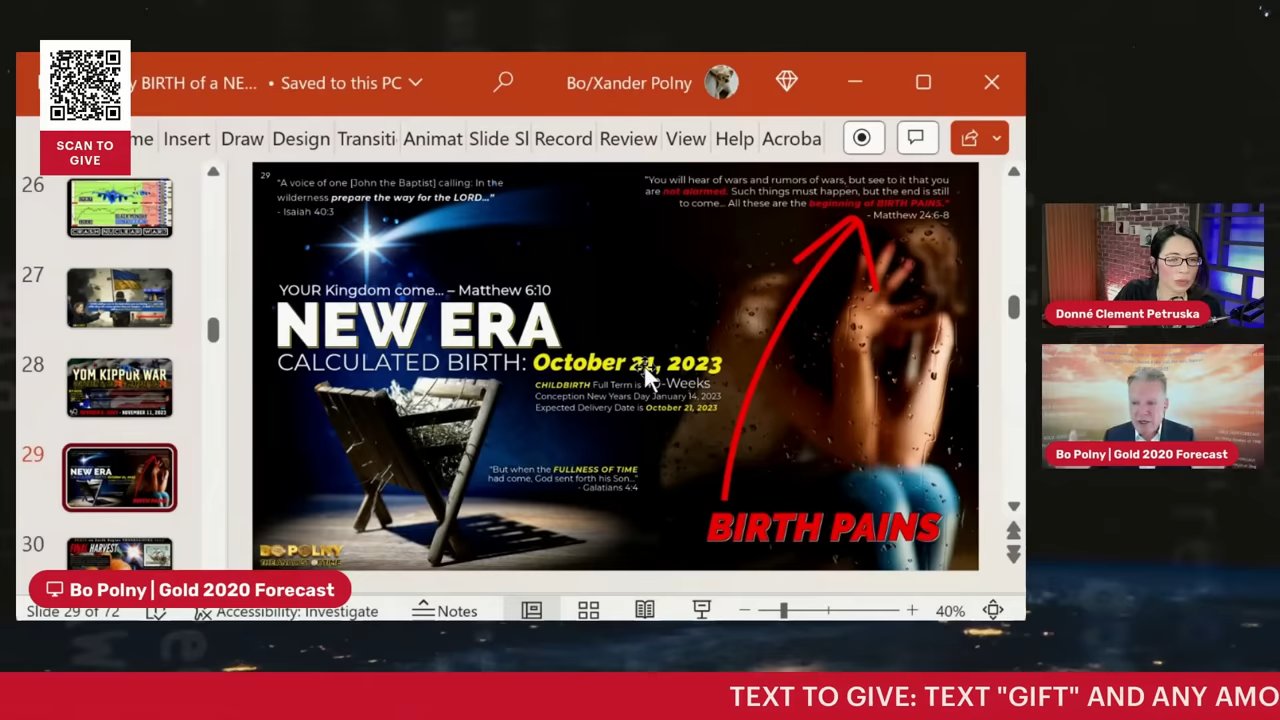 SCAN TO
GIVE
y BIRTH of a NE... • Saved to this PC
Bo/Xander Polny
me Insert Draw Design Transiti Animat Slide Sl Record Review View Help Acroba
26
27
28
YOM KIPPUR WAR
29
NEW ERA
BIRTH PAINS
30
FINAL HARVEST
29
"A voice of one [John the Baptist] calling: In the
wilderness prepare the way for the LORD..."
- Isaiah 40:3
"You will hear of wars and rumors of wars, but see to it that you
are not alarmed. Such things must happen, but the end is still
to come... All these are the beginning of BIRTH PAINS."
- Matthew 24:6-8
YOUR Kingdom come... – Matthew 6:10
NEW ERA
CALCULATED BIRTH: October 21, 2023
CHILDBIRTH Full Term is 0-Weeks
Conception New Years Day January 14, 2023
Expected Delivery Date is October 21, 2023
"But when the FULLNESS OF TIME
had come, God sent forth his Son..."
- Galatians 4:4
BIRTH PAINS
BO POLNY
Bo Polny | Gold 2020 Forecast
Slide 29 of 72
Accessibility: Investigate
Notes
40%
Donné Clement Petruska
Bo Polny | Gold 2020 Forecast
TEXT TO GIVE: TEXT "GIFT" AND ANY AMO